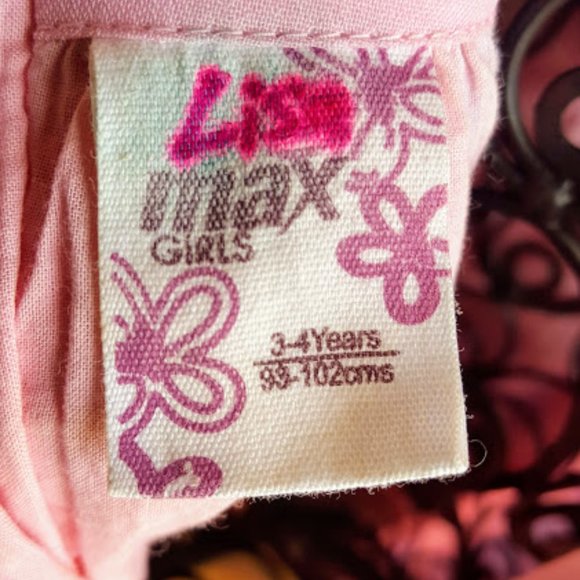 Lisa
max
GIRLS
3-4Years
98-102cms